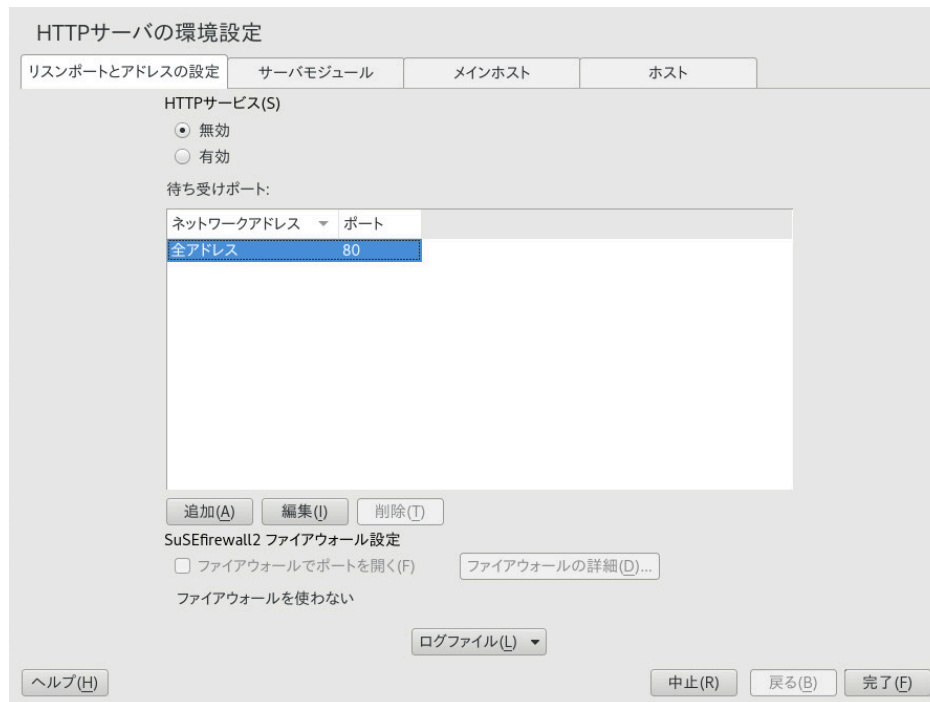 HTTPサーバの環境設定
リスンポートとアドレスの設定 サーバモジュール メインホスト ホスト
HTTPサービス(S)
無効
有効
待ち受けポート:
ネットワークアドレス ポート
全アドレス 80
追加(A) 編集(I) 削除(T)
SuSEfirewall2 ファイアウォール設定
ファイアウォールでポートを開く(F) ファイアウォールの詳細(D)...
ファイアウォールを使わない
ログファイル(L)
ヘルプ(H) 中止(R) 戻る(B) 完了(F)